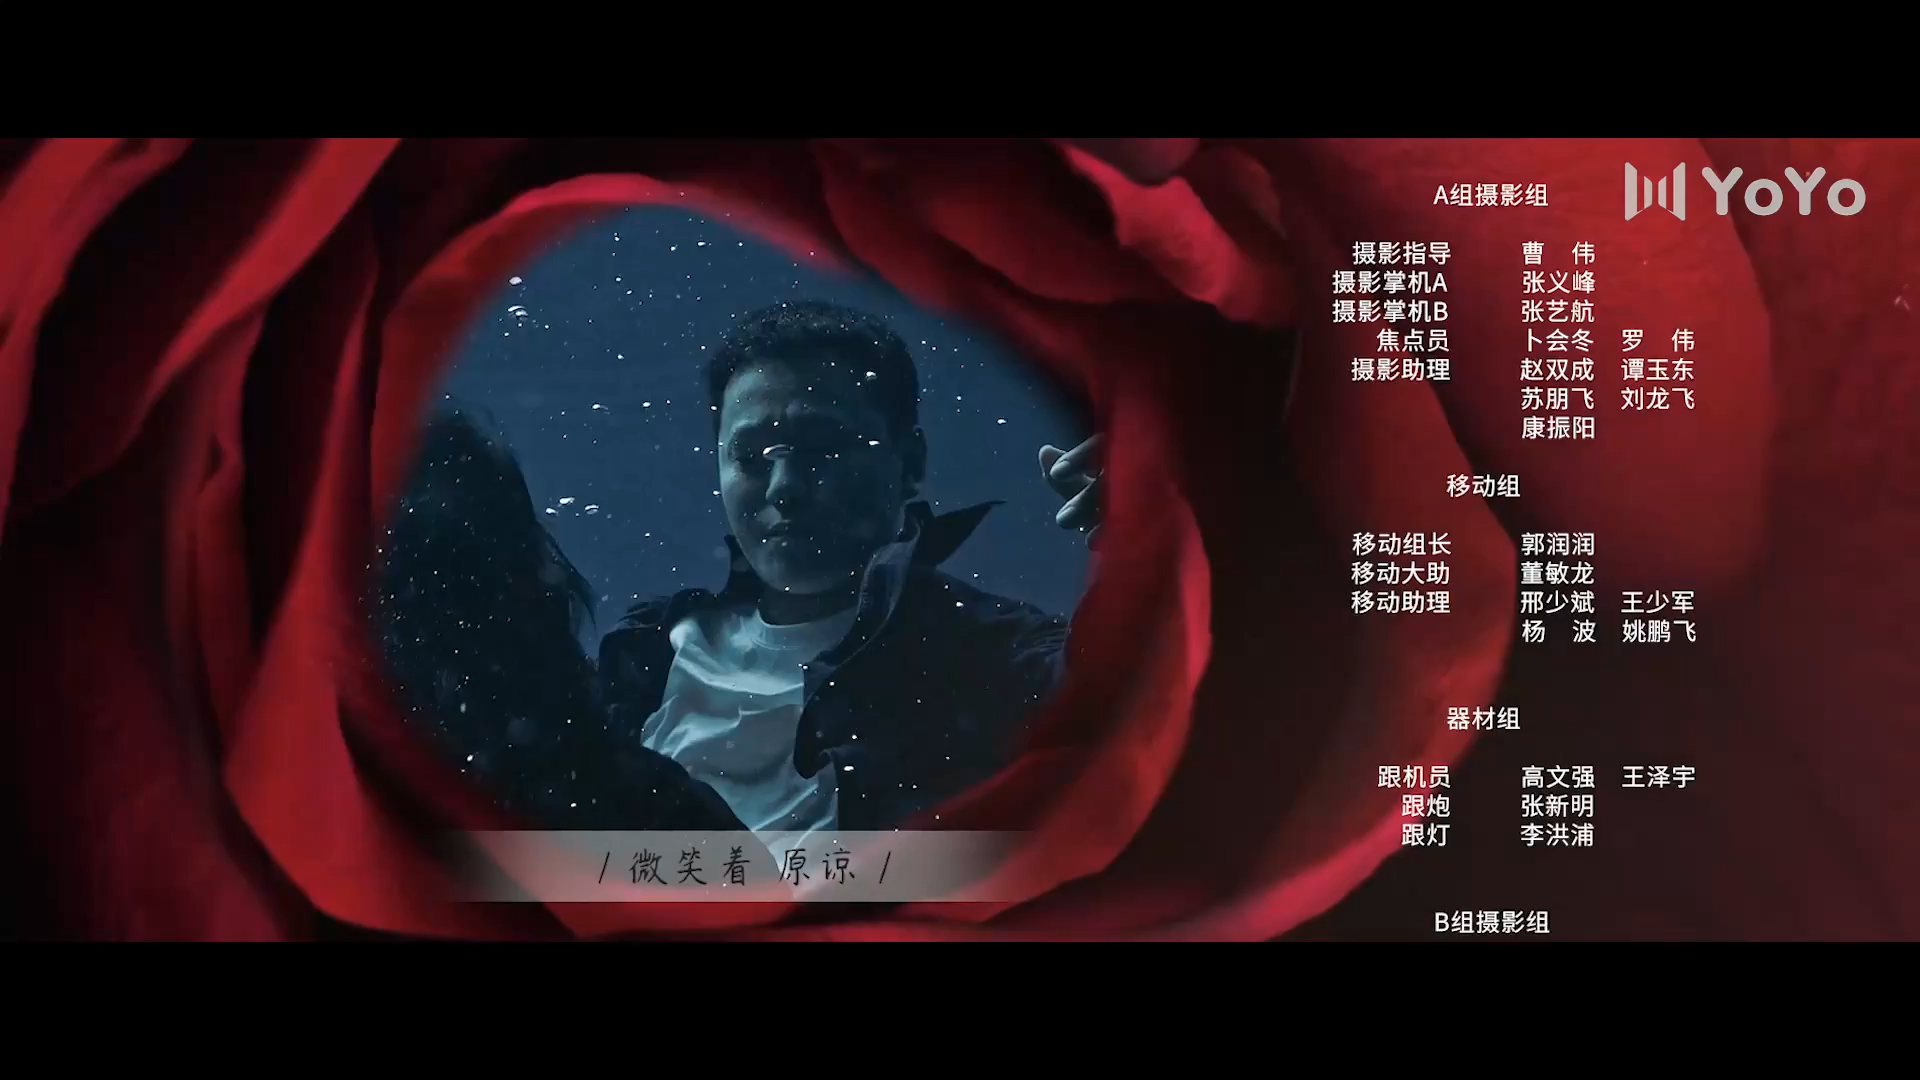 YoYo
A组摄影组
摄影指导 曹 伟
摄影掌机A 张义峰
摄影掌机B 张艺航
焦点员 卜会冬 罗 伟
摄影助理 赵双成 谭玉东
苏朋飞 刘龙飞
康振阳
移动组
移动组长 郭润润
移动大助 董敏龙
移动助理 邢少斌 王少军
杨 波 姚鹏飞
器材组
跟机员 高文强 王泽宇
跟炮 张新明
跟灯 李洪浦
/ 微笑着 原谅 /
B组摄影组